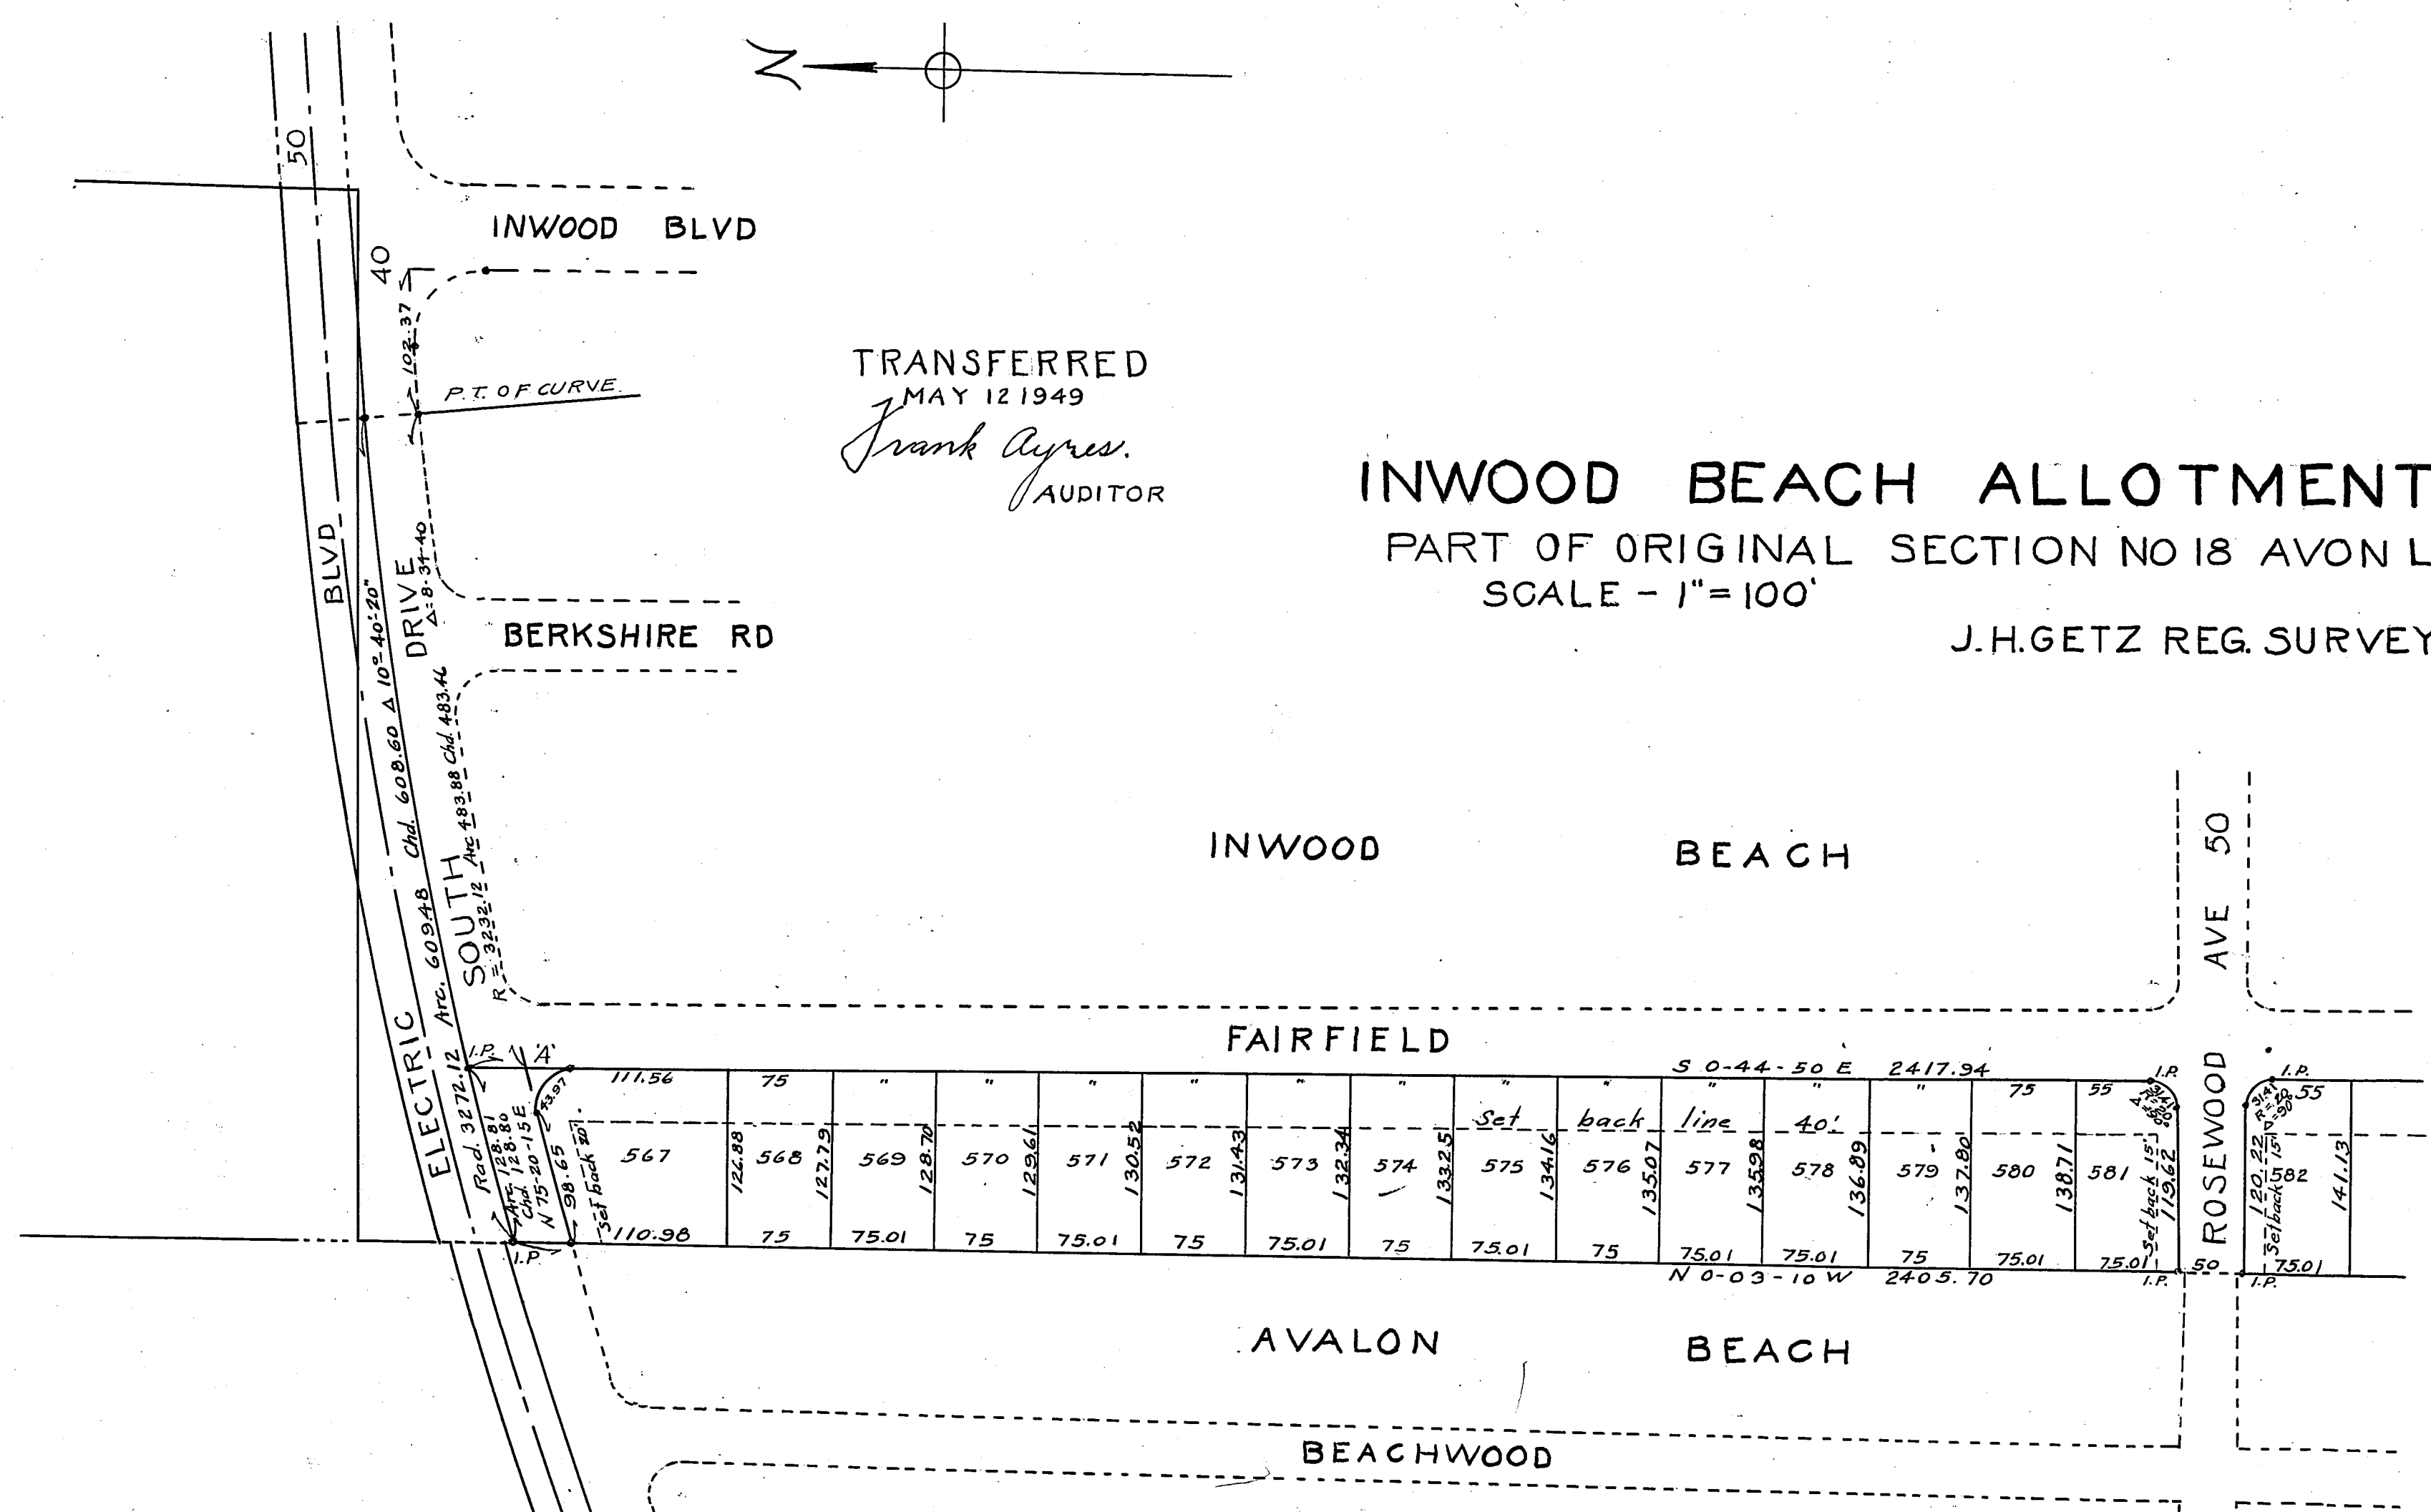 N
50
40
INWOOD BLVD
102.37
P.T. OF CURVE.
TRANSFERRED
MAY 12 1949
Frank Ayres.
AUDITOR
INWOOD BEACH ALLOTMENT
PART OF ORIGINAL SECTION NO 18 AVON L
SCALE - 1"=100'
J.H.GETZ REG. SURVEY
ELECTRIC BLVD
SOUTH DRIVE
Δ=8-34-40
BERKSHIRE RD
Rad. 3272.12 Arc. 609.48 Chd. 608.60 Δ 10°-40'-20"
R=3232.12 Arc 483.88 Chd. 483.46
INWOOD BEACH
ROSEWOOD AVE 50
FAIRFIELD
I.P. 'A'
S 0-44-50 E 2417.94
I.P. I.P.
111.56 75 " " " " " " " " " " " 75 55 55
43.97
Arc. 128.81
Chd. 128.80
N 75-20-15 E
98.65
set back 20'
Set back line 40'
31.41 R=20 Δ=90°
567 568 569 570 571 572 573 574 575 576 577 578 579 580 581 582
126.88 127.79 128.70 129.61 130.52 131.43 132.34 133.25 134.16 135.07 135.98 136.89 137.80 138.71 119.62 120.22 141.13
Set back 15'
Setback 15'
110.98 75 75.01 75 75.01 75 75.01 75 75.01 75 75.01 75.01 75 75.01 75.01 50 75.01
I.P. I.P. I.P.
N 0-03-10 W 2405.70
AVALON BEACH
BEACHWOOD